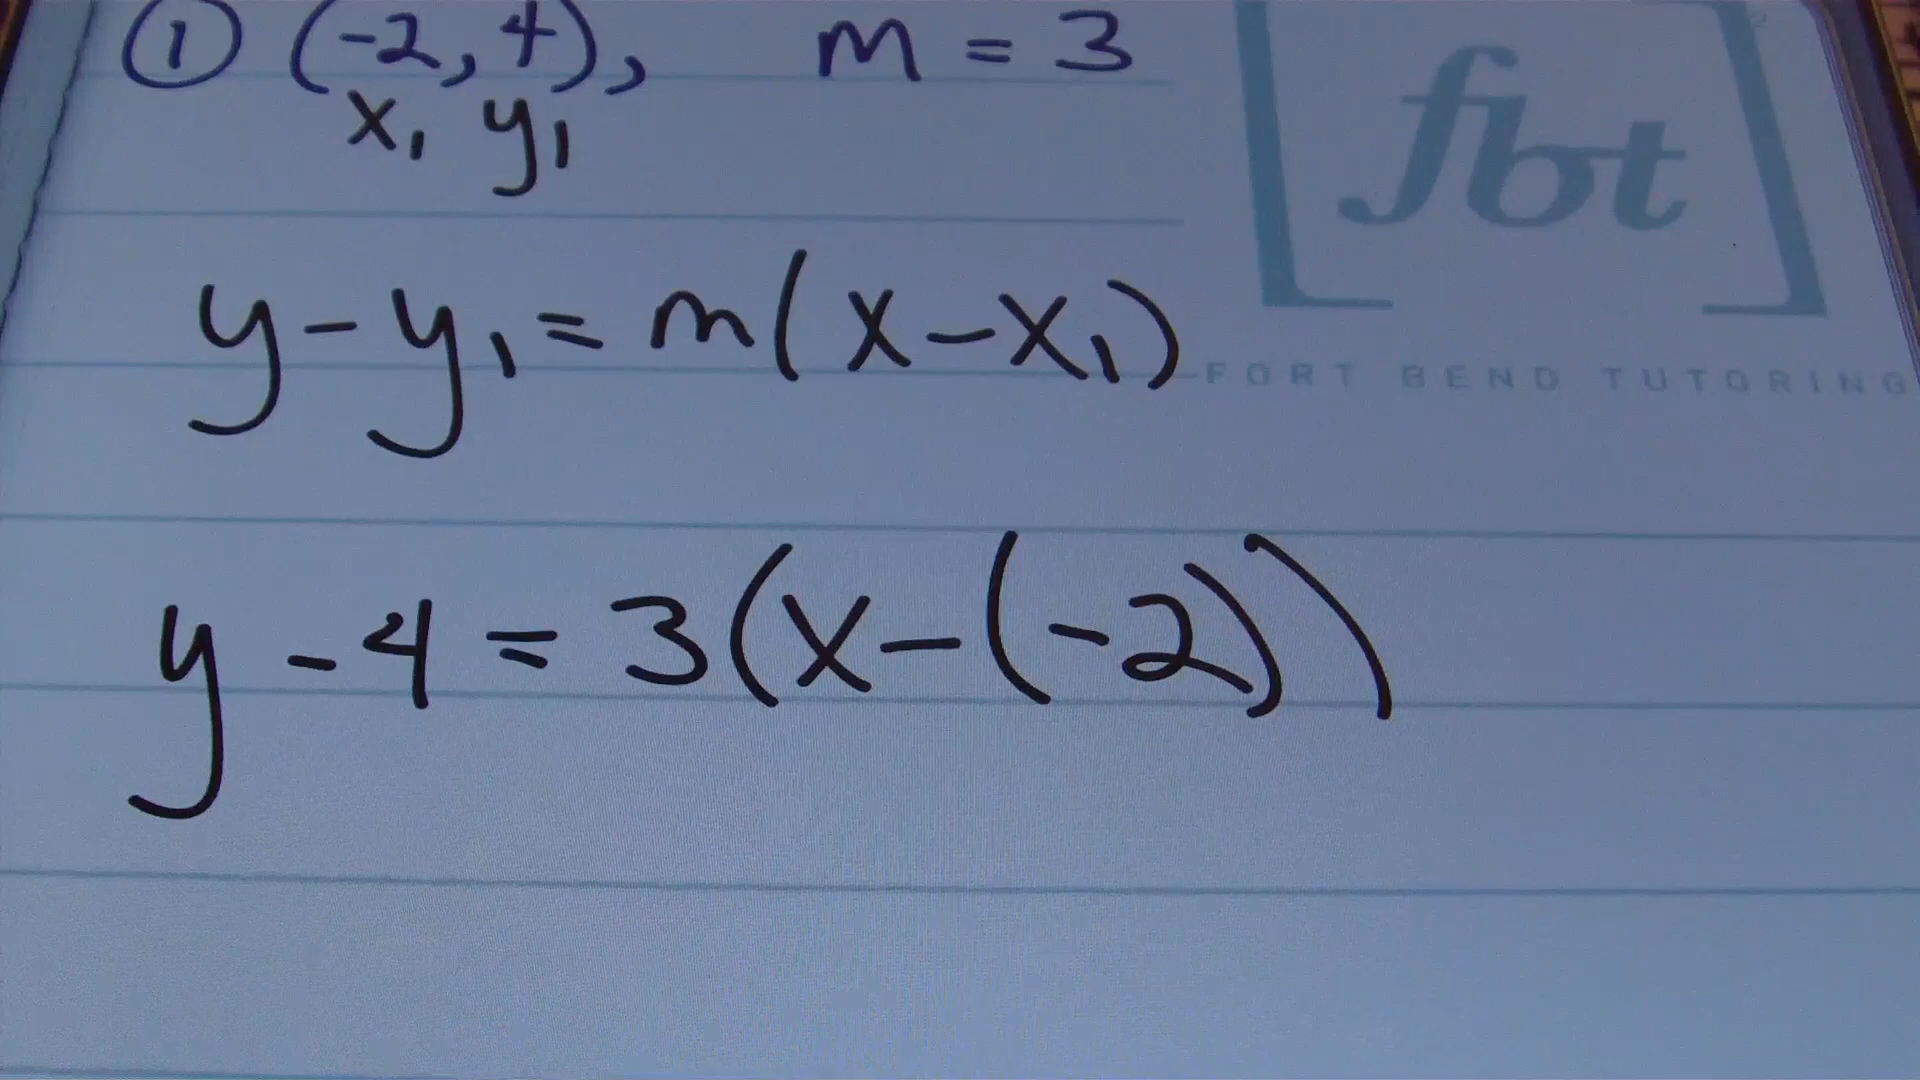 ① (-2, 4), m = 3
x₁ y₁
fbt
FORT BEND TUTORING
y - y₁ = m(x - x₁)
y - 4 = 3(x - (-2))